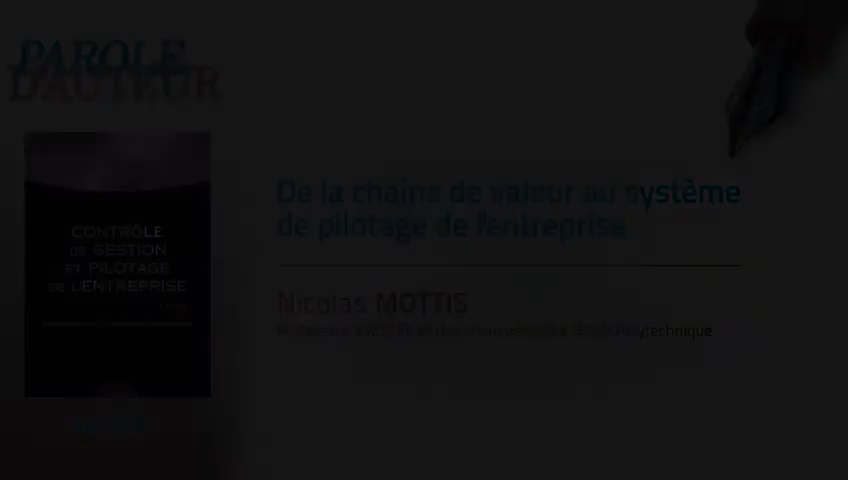 PAROLE
D'AUTEUR
CONTRÔLE
DE GESTION
ET PILOTAGE
DE L'ENTREPRISE
De la chaîne de valeur au système
de pilotage de l'entreprise
Nicolas MOTTIS
Polytechnique